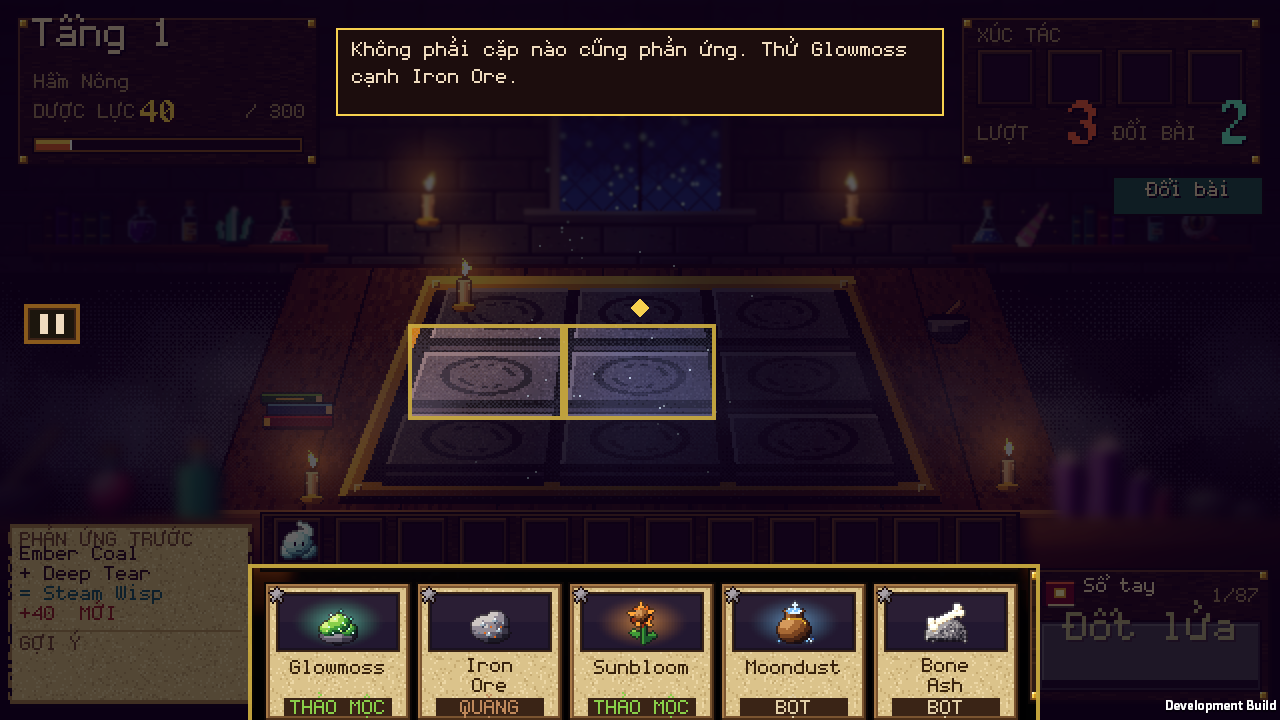 Tầng 1
Hầm Nông
DƯỢC LỰC 40 / 300
Không phải cặp nào cũng phản ứng. Thử Glowmoss
cạnh Iron Ore.
XÚC TÁC
LƯỢT 3 ĐỔI BÀI 2
Đổi bài
PHẢN ỨNG TRƯỚC
Ember Coal
+ Deep Tear
= Steam Wisp
+40 MỚI
GỢI Ý
Glowmoss
THẢO MỘC
Iron
Ore
QUẶNG
Sunbloom
THẢO MỘC
Moondust
BỘT
Bone
Ash
BỘT
Sổ tay
1/87
Đốt lửa
Development Build